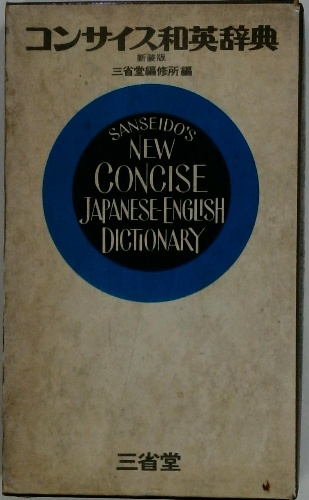 コンサイス和英辞典
新装版
三省堂編修所編
SANSEIDO'S
NEW
CONCISE
JAPANESE-ENGLISH
DICTIONARY
三省堂